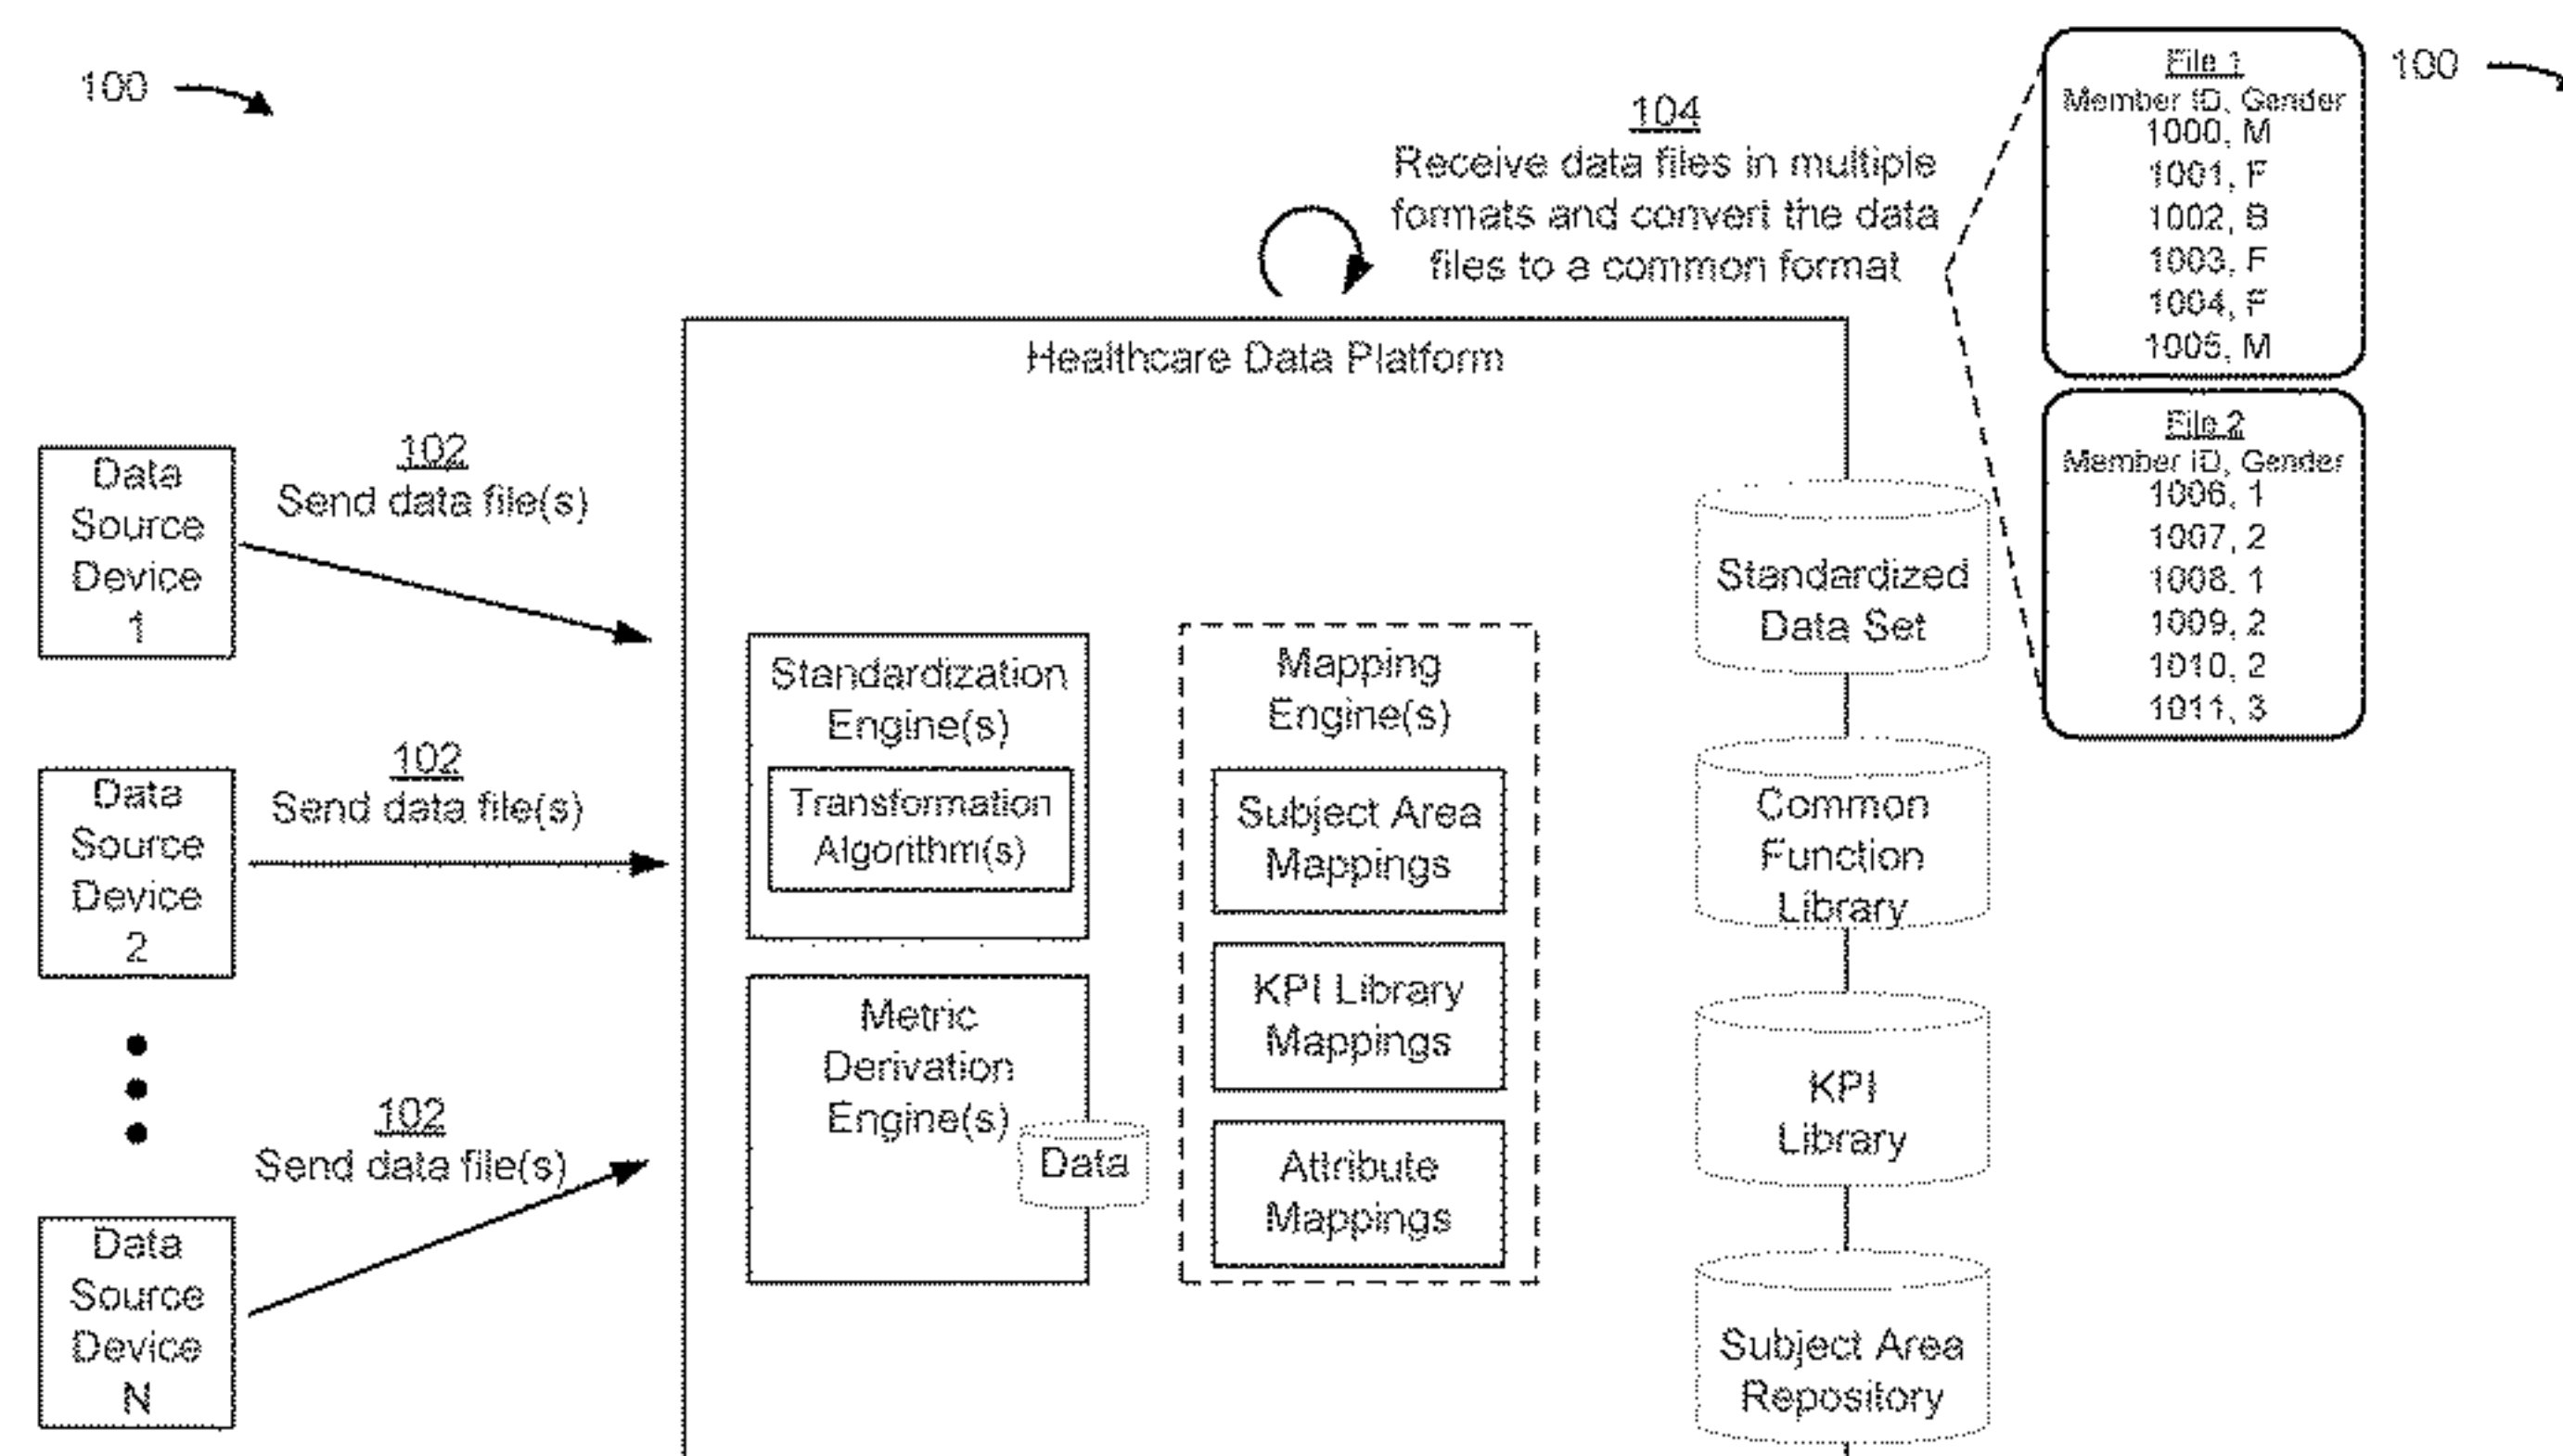 100
104
Receive data files in multiple
formats and convert the data
files to a common format
File 1
Member ID, Gender
1000, M
1001, F
1002, B
1003, F
1004, F
1005, M
100
File 2
Member ID, Gender
1006, 1
1007, 2
1008, 1
1009, 2
1010, 2
1011, 3
Healthcare Data Platform
Data
Source
Device
1
102
Send data file(s)
Data
Source
Device
2
102
Send data file(s)
Data
Source
Device
N
102
Send data file(s)
Standardization
Engine(s)
Transformation
Algorithm(s)
Metric
Derivation
Engine(s)
Data
Mapping
Engine(s)
Subject Area
Mappings
KPI Library
Mappings
Attribute
Mappings
Standardized
Data Set
Common
Function
Library
KPI
Library
Subject Area
Repository